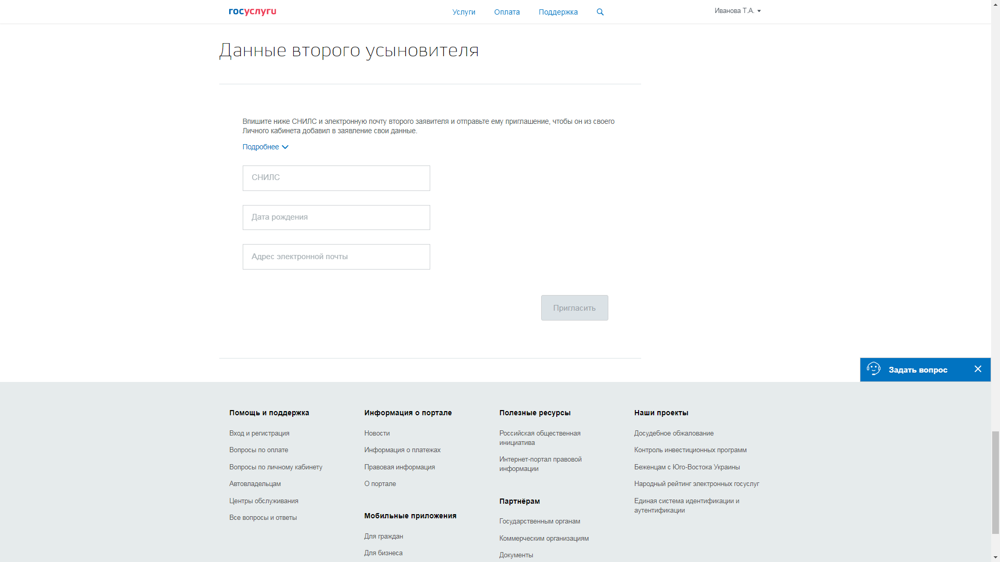 госуслуги
Услуги
Оплата
Поддержка
Иванова Т.А.
Данные второго усыновителя
Впишите ниже СНИЛС и электронную почту второго заявителя и отправьте ему приглашение, чтобы он из своего
Личного кабинета добавил в заявление свои данные.
Подробнее
СНИЛС
Дата рождения
Адрес электронной почты
Пригласить
Задать вопрос
Помощь и поддержка
Вход и регистрация
Вопросы по оплате
Вопросы по личному кабинету
Автовладельцам
Центры обслуживания
Все вопросы и ответы
Информация о портале
Новости
Информация о платежах
Правовая информация
О портале
Мобильные приложения
Для граждан
Для бизнеса
Полезные ресурсы
Российская общественная
инициатива
Интернет-портал правовой
информации
Партнёрам
Государственным органам
Коммерческим организациям
Документы
Наши проекты
Досудебное обжалование
Контроль инвестиционных программ
Беженцам с Юго-Востока Украины
Народный рейтинг электронных госуслуг
Единая система идентификации и
аутентификации